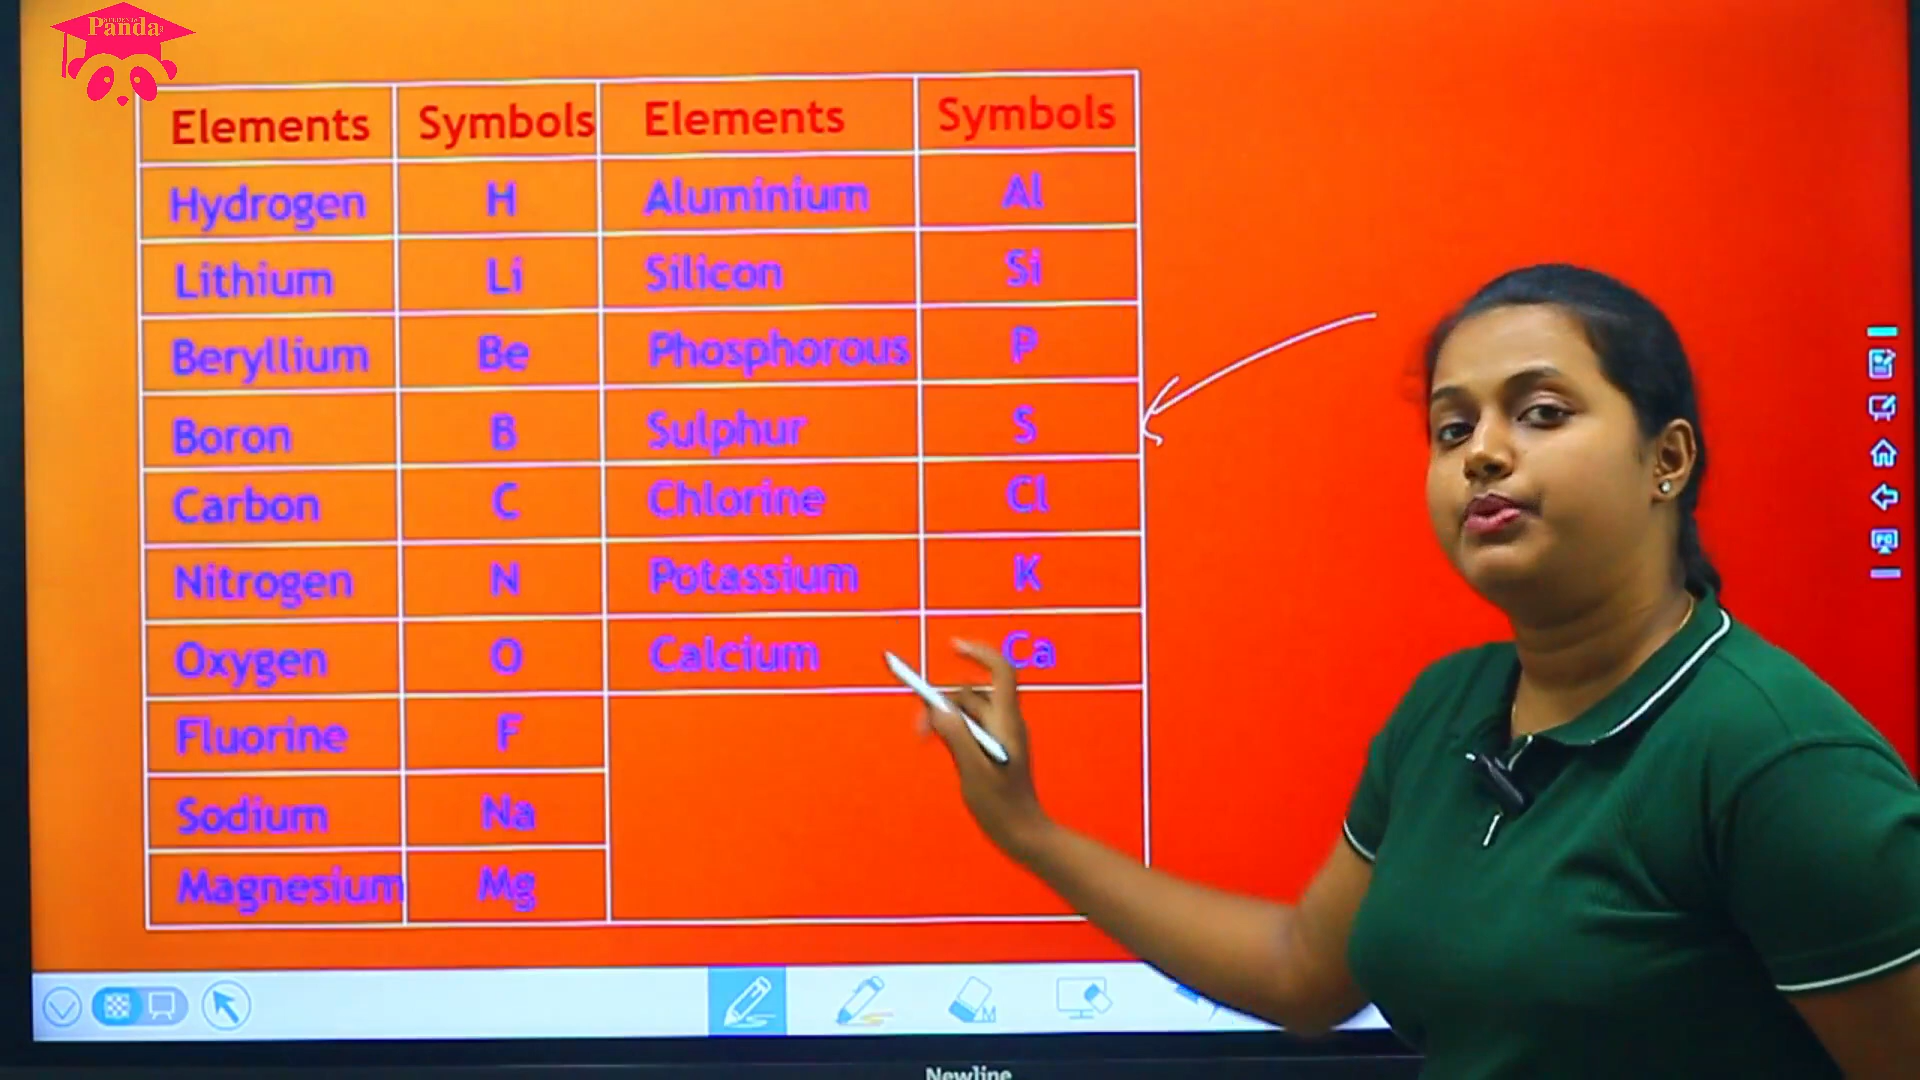 Panda
Elements Symbols Elements Symbols
Hydrogen H Aluminium Al
Lithium Li Silicon Si
Beryllium Be Phosphorous P
Boron B Sulphur S
Carbon C Chlorine Cl
Nitrogen N Potassium K
Oxygen O Calcium Ca
Fluorine F
Sodium Na
Magnesium Mg
M
PC
Newline